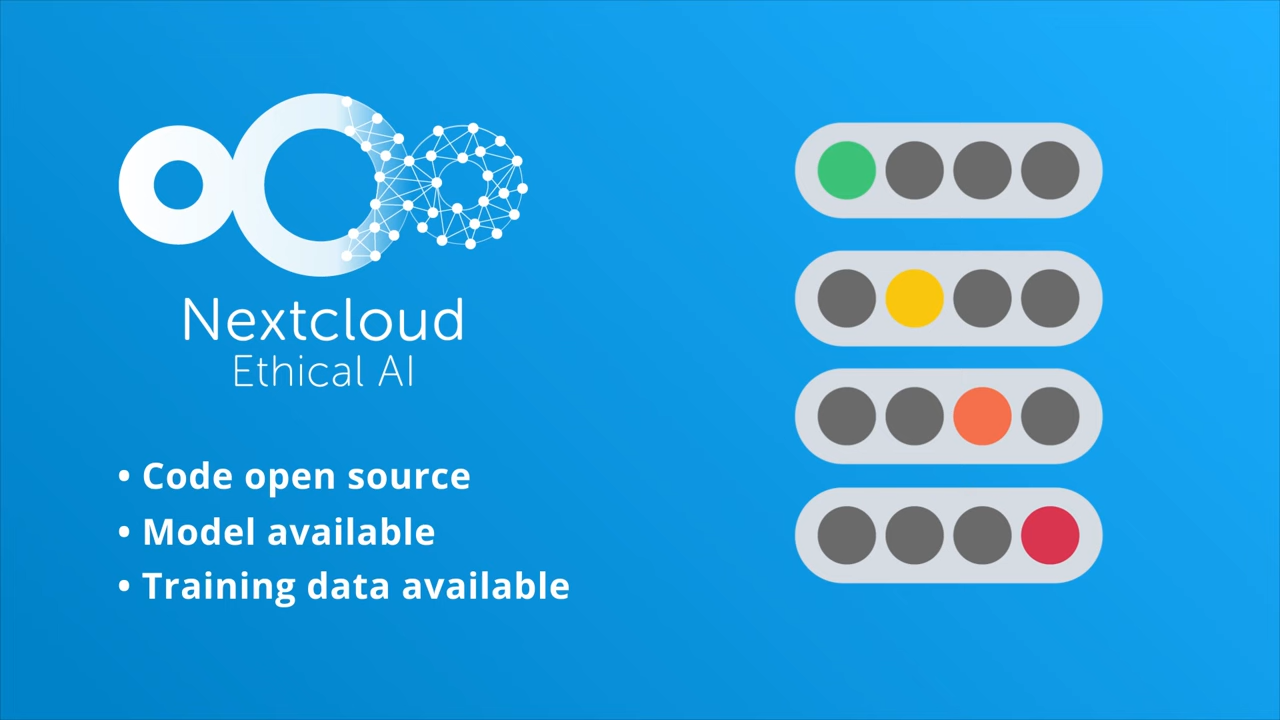 Nextcloud
Ethical AI
• Code open source
• Model available
• Training data available